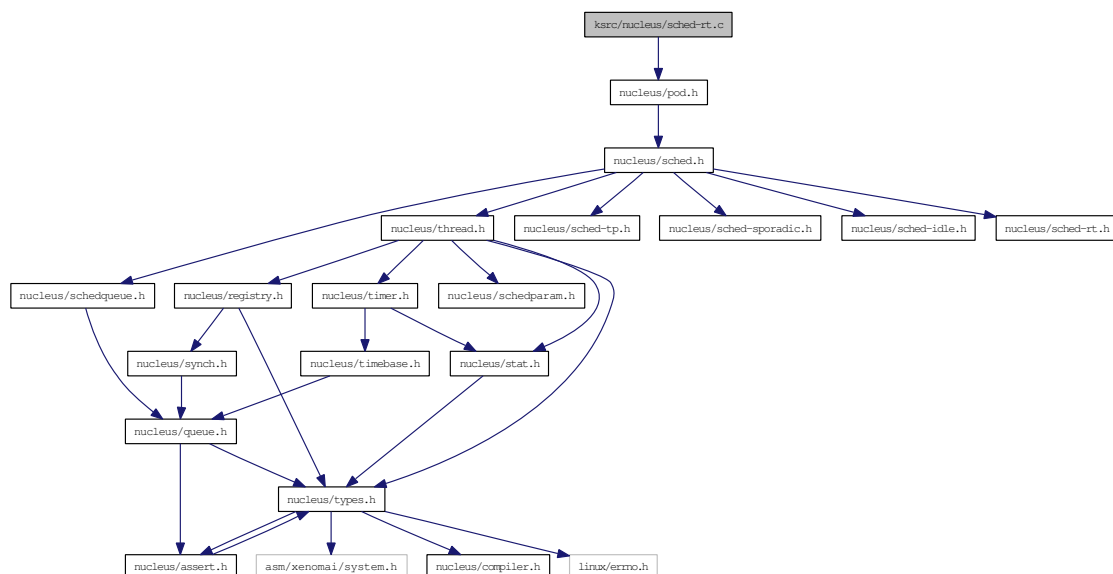 ksrc/nucleus/sched-rt.c
nucleus/pod.h
nucleus/sched.h
nucleus/thread.h
nucleus/sched-tp.h
nucleus/sched-sporadic.h
nucleus/sched-idle.h
nucleus/sched-rt.h
nucleus/schedqueue.h
nucleus/registry.h
nucleus/timer.h
nucleus/schedparam.h
nucleus/synch.h
nucleus/timebase.h
nucleus/stat.h
nucleus/queue.h
nucleus/types.h
nucleus/assert.h
asm/xenomai/system.h
nucleus/compiler.h
linux/errno.h